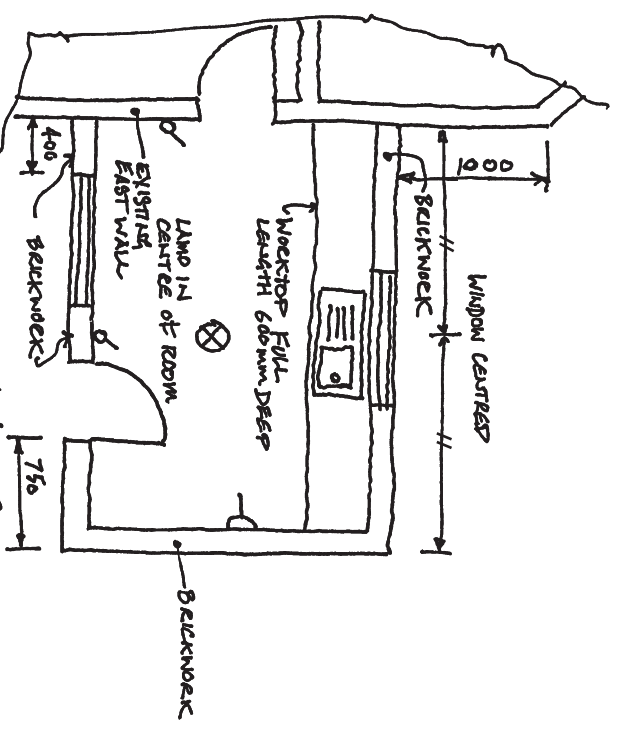 1000
WINDOW CENTRED
BRICKWORK
WORKTOP FULL
LENGTH 600mm DEEP
LAMP IN
CENTRE OF ROOM
EXISTING
EAST WALL
400
BRICKWORK
750
BRICKWORK